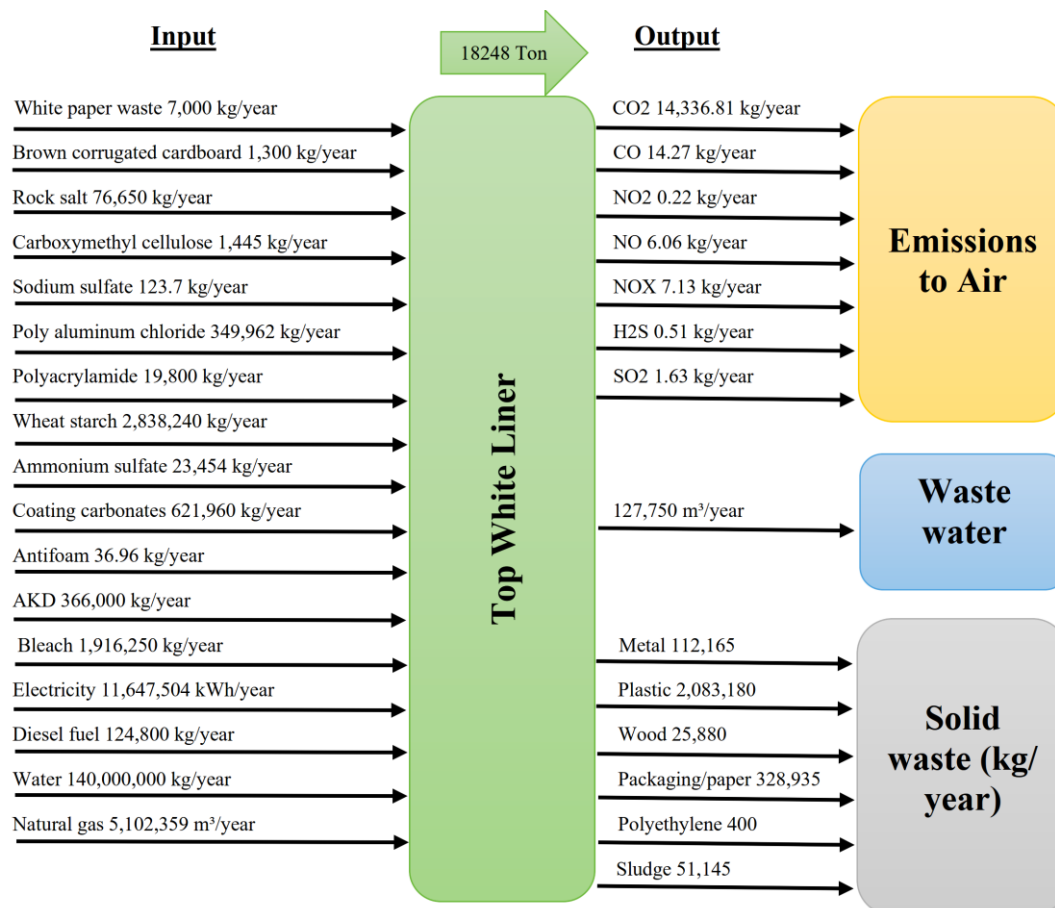 Input
18248 Ton
Output
White paper waste 7,000 kg/year
Brown corrugated cardboard 1,300 kg/year
Rock salt 76,650 kg/year
Carboxymethyl cellulose 1,445 kg/year
Sodium sulfate 123.7 kg/year
Poly aluminum chloride 349,962 kg/year
Polyacrylamide 19,800 kg/year
Wheat starch 2,838,240 kg/year
Ammonium sulfate 23,454 kg/year
Coating carbonates 621,960 kg/year
Antifoam 36.96 kg/year
AKD 366,000 kg/year
Bleach 1,916,250 kg/year
Electricity 11,647,504 kWh/year
Diesel fuel 124,800 kg/year
Water 140,000,000 kg/year
Natural gas 5,102,359 m³/year
Top White Liner
CO2 14,336.81 kg/year
CO 14.27 kg/year
NO2 0.22 kg/year
NO 6.06 kg/year
NOX 7.13 kg/year
H2S 0.51 kg/year
SO2 1.63 kg/year
Emissions
to Air
127,750 m³/year
Waste
water
Metal 112,165
Plastic 2,083,180
Wood 25,880
Packaging/paper 328,935
Polyethylene 400
Sludge 51,145
Solid
waste (kg/
year)